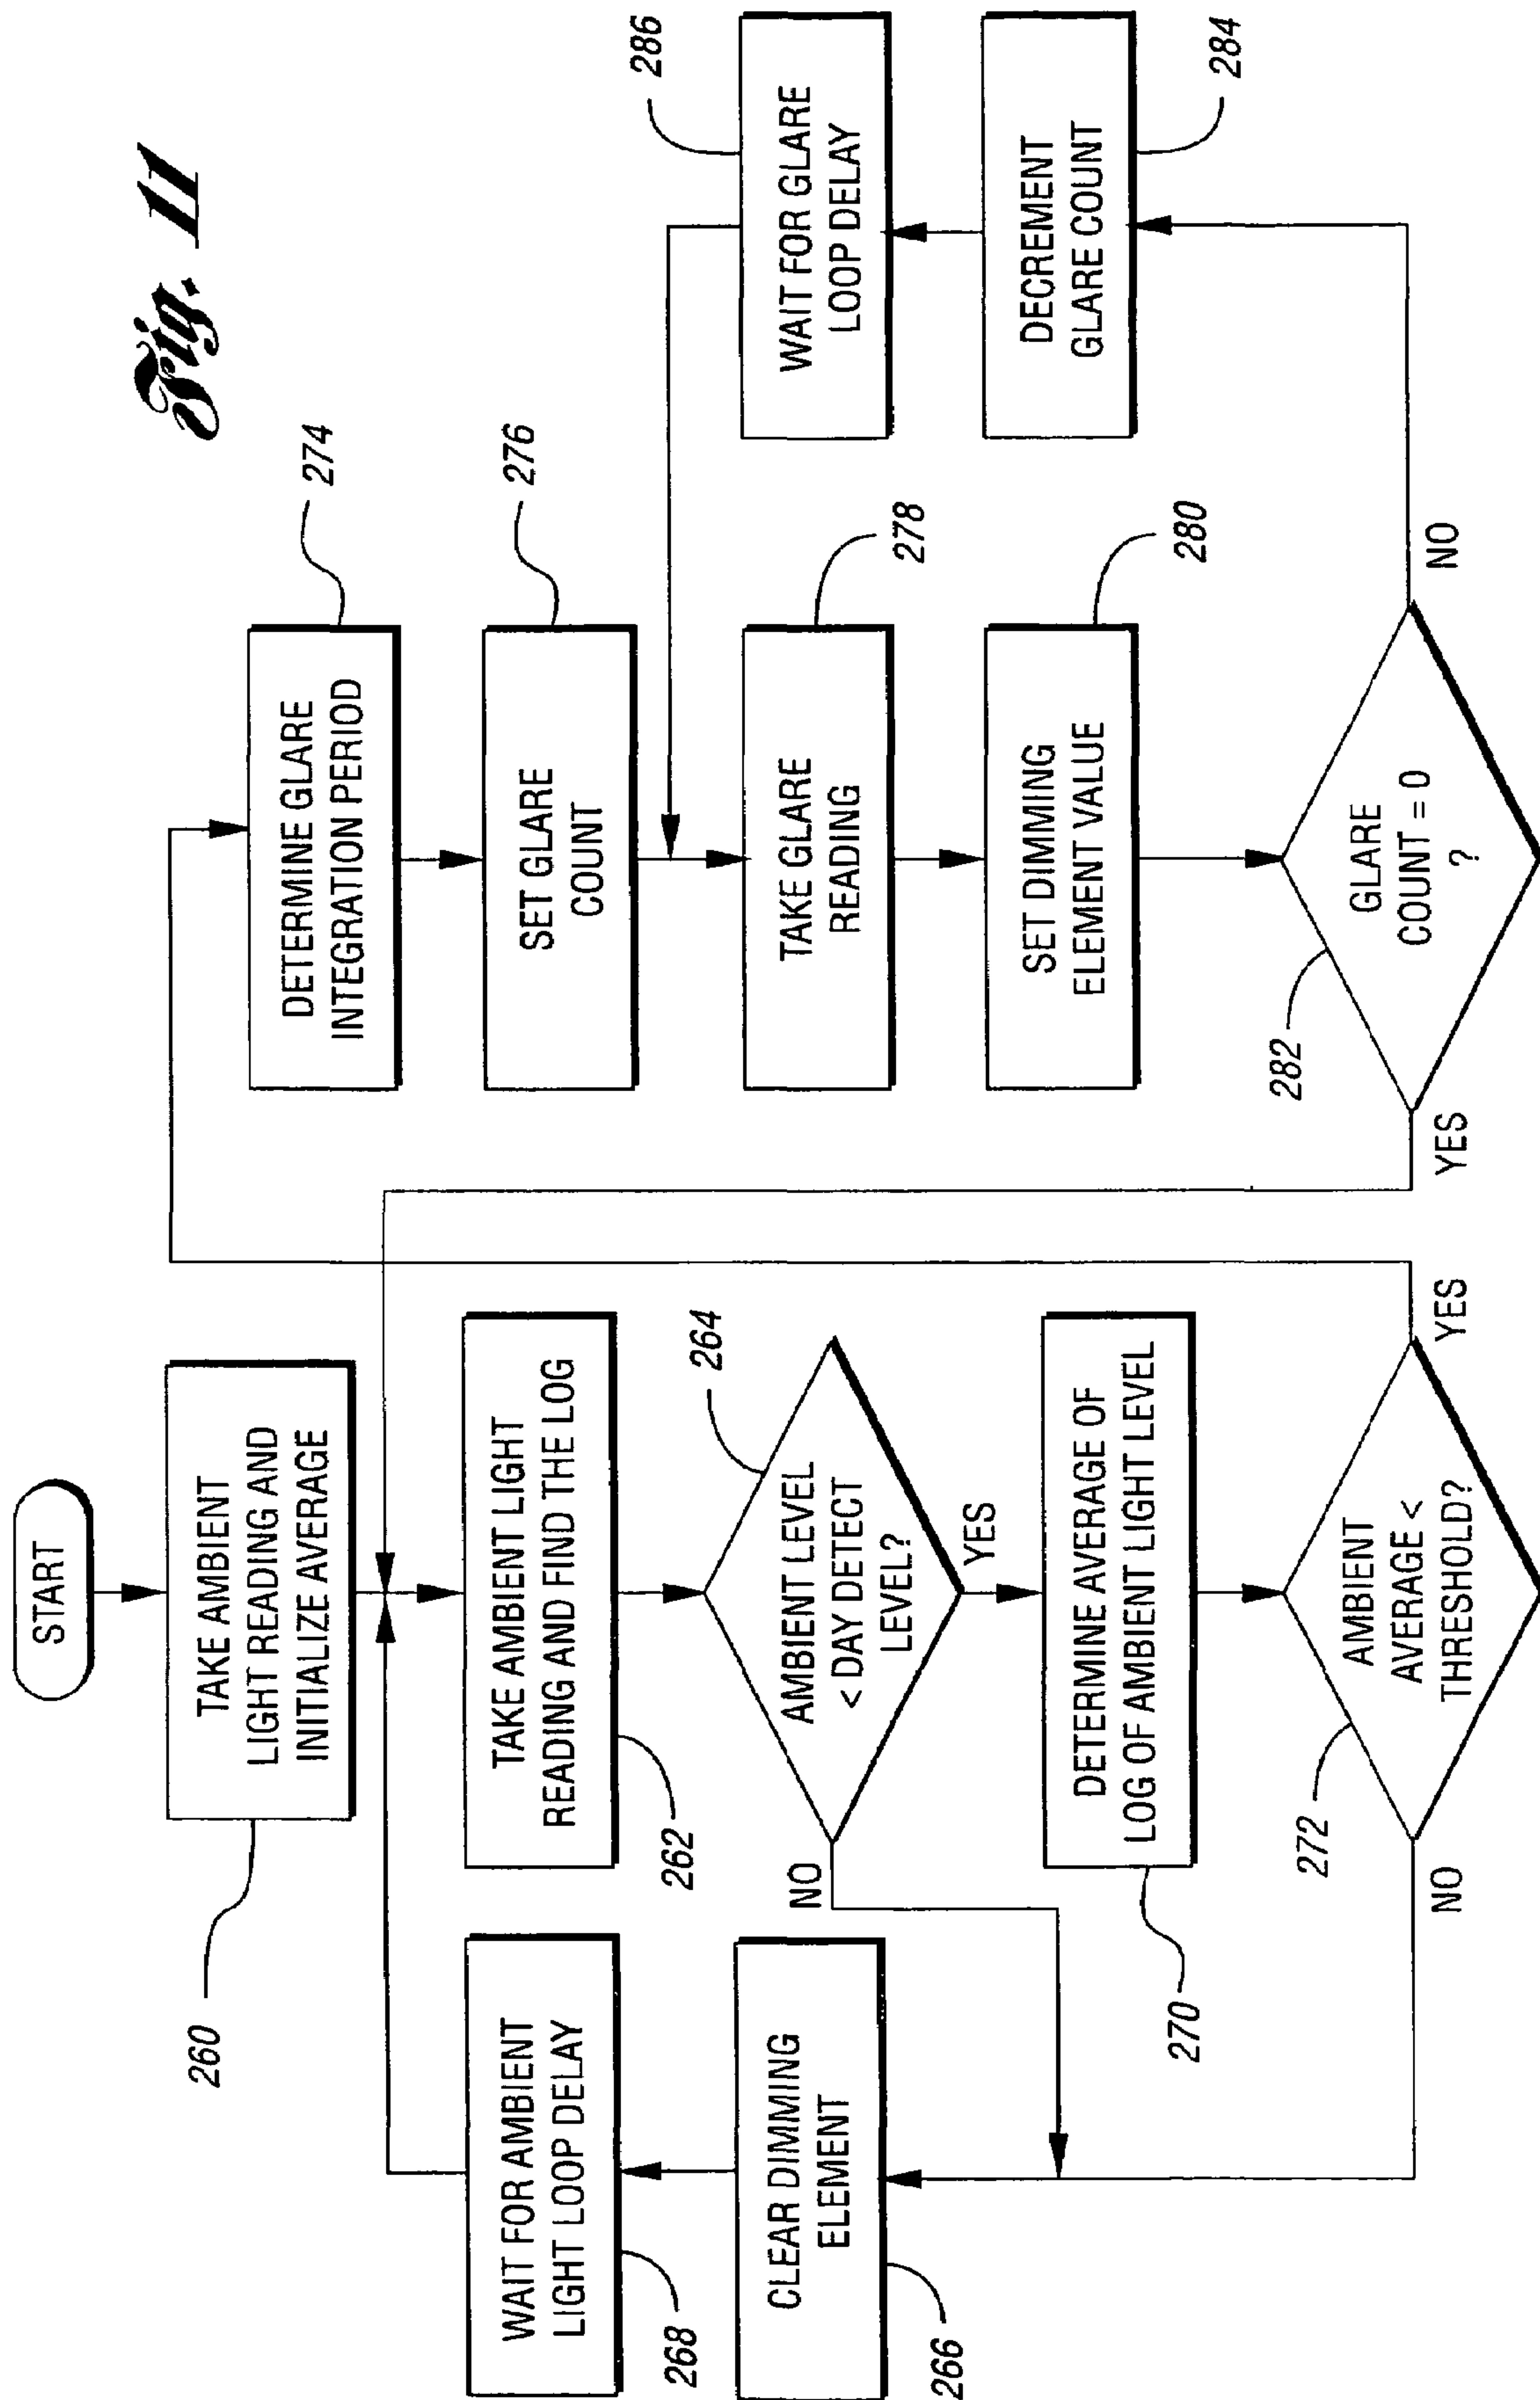 Fig. 11
START
TAKE AMBIENT
LIGHT READING AND
INITIALIZE AVERAGE
260
TAKE AMBIENT LIGHT
READING AND FIND THE LOG
262
AMBIENT LEVEL
< DAY DETECT
LEVEL?
264
NO
YES
WAIT FOR AMBIENT
LIGHT LOOP DELAY
268
CLEAR DIMMING
ELEMENT
266
DETERMINE AVERAGE OF
LOG OF AMBIENT LIGHT LEVEL
270
AMBIENT
AVERAGE <
THRESHOLD?
272
NO
YES
DETERMINE GLARE
INTEGRATION PERIOD
274
SET GLARE
COUNT
276
TAKE GLARE
READING
278
SET DIMMING
ELEMENT VALUE
280
GLARE
COUNT = 0
?
282
YES
NO
WAIT FOR GLARE
LOOP DELAY
286
DECREMENT
GLARE COUNT
284